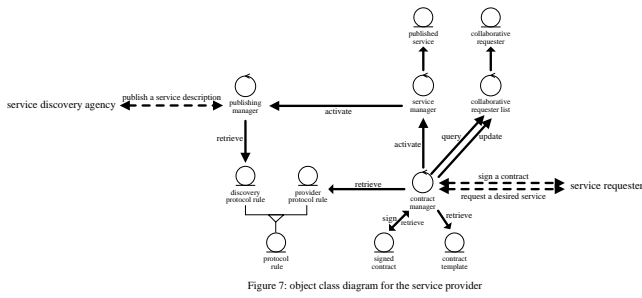 published
service
collaborative
requester
service discovery agency
publish a service description
publishing
manager
activate
service
manager
collaborative
requester list
retrieve
activate
query
update
discovery
protocol rule
provider
protocol rule
retrieve
contract
manager
sign a contract
request a desired service
service requester
sign
retrieve
retrieve
protocol
rule
signed
contract
contract
template
Figure 7: object class diagram for the service provider